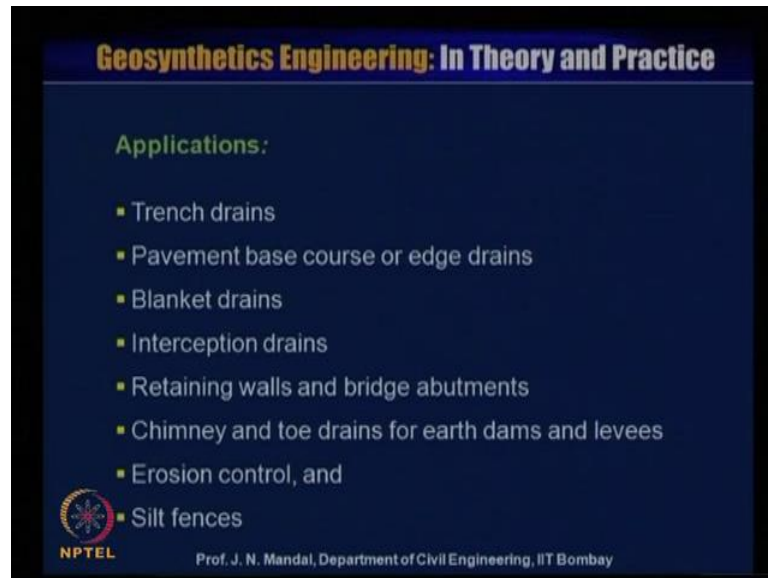 Geosynthetics Engineering: In Theory and Practice
Applications:
▪ Trench drains
▪ Pavement base course or edge drains
▪ Blanket drains
▪ Interception drains
▪ Retaining walls and bridge abutments
▪ Chimney and toe drains for earth dams and levees
▪ Erosion control, and
▪ Silt fences
NPTEL
Prof. J. N. Mandal, Department of Civil Engineering, IIT Bombay